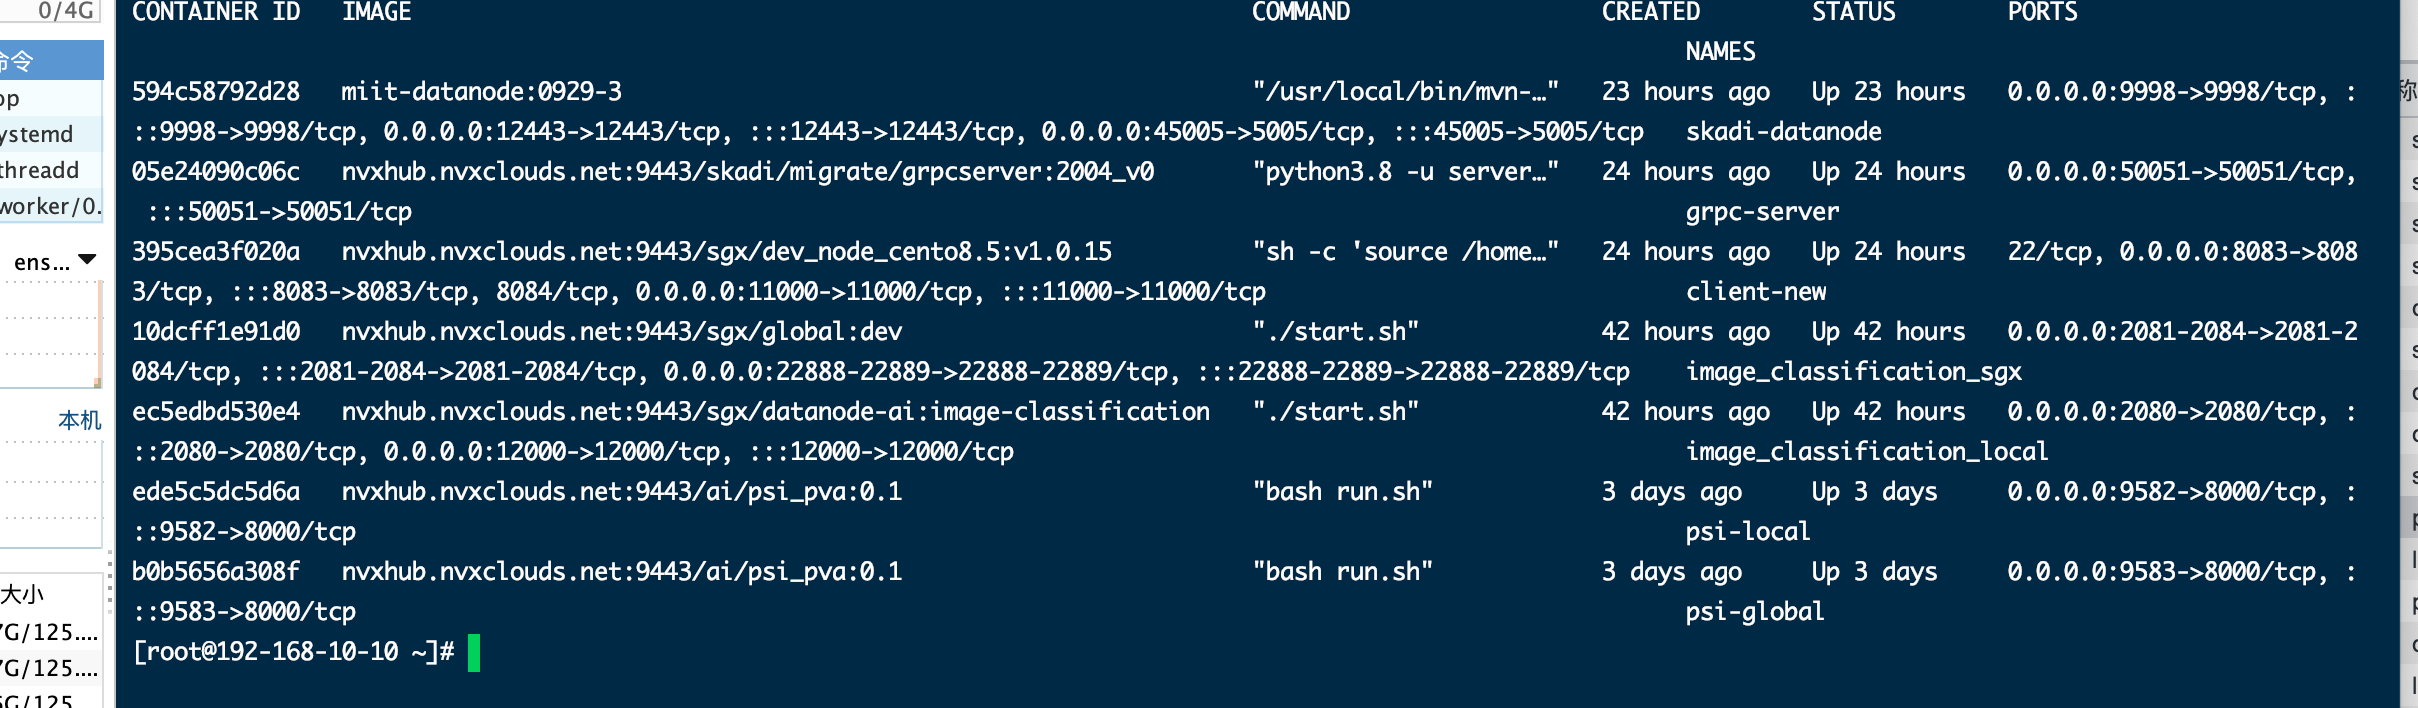 0/4G
命令
op
ystemd
threadd
worker/0.
ens...
本机
大小
7G/125....
7G/125....
CONTAINER ID IMAGE COMMAND CREATED STATUS PORTS
NAMES
594c58792d28 miit-datanode:0929-3 "/usr/local/bin/mvn-…" 23 hours ago Up 23 hours 0.0.0.0:9998->9998/tcp, :
::9998->9998/tcp, 0.0.0.0:12443->12443/tcp, :::12443->12443/tcp, 0.0.0.0:45005->5005/tcp, :::45005->5005/tcp skadi-datanode
05e24090c06c nvxhub.nvxclouds.net:9443/skadi/migrate/grpcserver:2004_v0 "python3.8 -u server…" 24 hours ago Up 24 hours 0.0.0.0:50051->50051/tcp,
:::50051->50051/tcp grpc-server
395cea3f020a nvxhub.nvxclouds.net:9443/sgx/dev_node_cento8.5:v1.0.15 "sh -c 'source /home…" 24 hours ago Up 24 hours 22/tcp, 0.0.0.0:8083->808
3/tcp, :::8083->8083/tcp, 8084/tcp, 0.0.0.0:11000->11000/tcp, :::11000->11000/tcp client-new
10dcff1e91d0 nvxhub.nvxclouds.net:9443/sgx/global:dev "./start.sh" 42 hours ago Up 42 hours 0.0.0.0:2081-2084->2081-2
084/tcp, :::2081-2084->2081-2084/tcp, 0.0.0.0:22888-22889->22888-22889/tcp, :::22888-22889->22888-22889/tcp image_classification_sgx
ec5edbd530e4 nvxhub.nvxclouds.net:9443/sgx/datanode-ai:image-classification "./start.sh" 42 hours ago Up 42 hours 0.0.0.0:2080->2080/tcp, :
::2080->2080/tcp, 0.0.0.0:12000->12000/tcp, :::12000->12000/tcp image_classification_local
ede5c5dc5d6a nvxhub.nvxclouds.net:9443/ai/psi_pva:0.1 "bash run.sh" 3 days ago Up 3 days 0.0.0.0:9582->8000/tcp, :
::9582->8000/tcp psi-local
b0b5656a308f nvxhub.nvxclouds.net:9443/ai/psi_pva:0.1 "bash run.sh" 3 days ago Up 3 days 0.0.0.0:9583->8000/tcp, :
::9583->8000/tcp psi-global
[root@192-168-10-10 ~]#
称